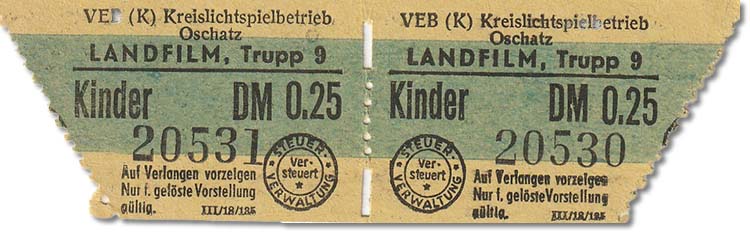 VEB (K) Kreislichtspielbetrieb
Oschatz
LANDFILM, Trupp 9
Kinder DM 0.25
20531
Auf Verlangen vorzeigen
Nur f. gelöste Vorstellung
gültig. III/18/185
STEUER-VERWALTUNG
Ver-
steuert
VEB (K) Kreislichtspielbetrieb
Oschatz
LANDFILM, Trupp 9
Kinder DM 0.25
20530
STEUER-VERWALTUNG
Ver-
steuert
Auf Verlangen vorzeigen
Nur f. gelöste Vorstellung
gültig. III/18/185